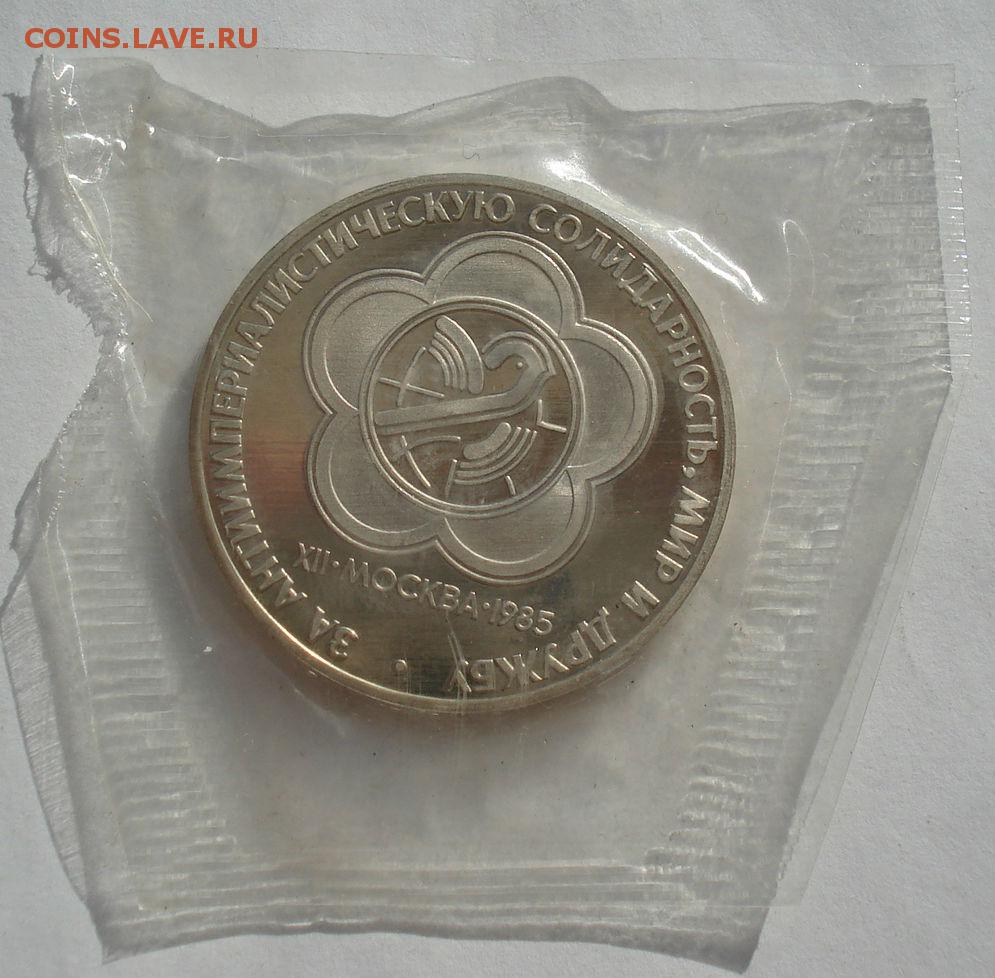 COINS.LAVE.RU
ЗА АНТИИМПЕРИАЛИСТИЧЕСКУЮ СОЛИДАРНОСТЬ, МИР И ДРУЖБУ •
XII•МОСКВА•1985